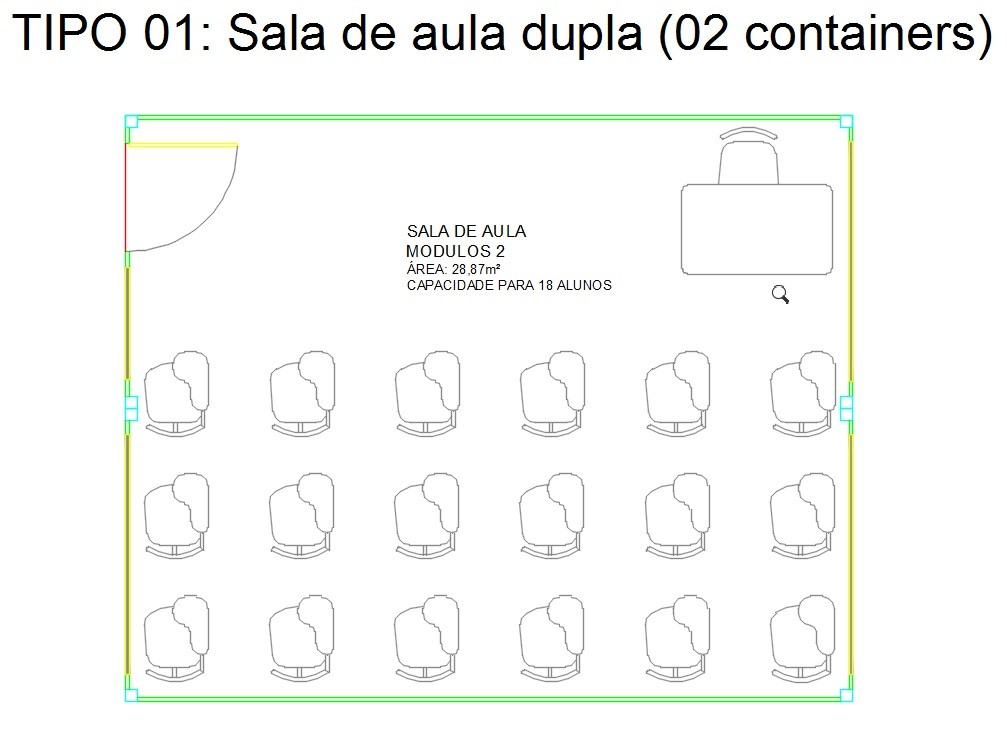 TIPO 01: Sala de aula dupla (02 containers)
SALA DE AULA
MODULOS 2
ÁREA: 28,87m²
CAPACIDADE PARA 18 ALUNOS